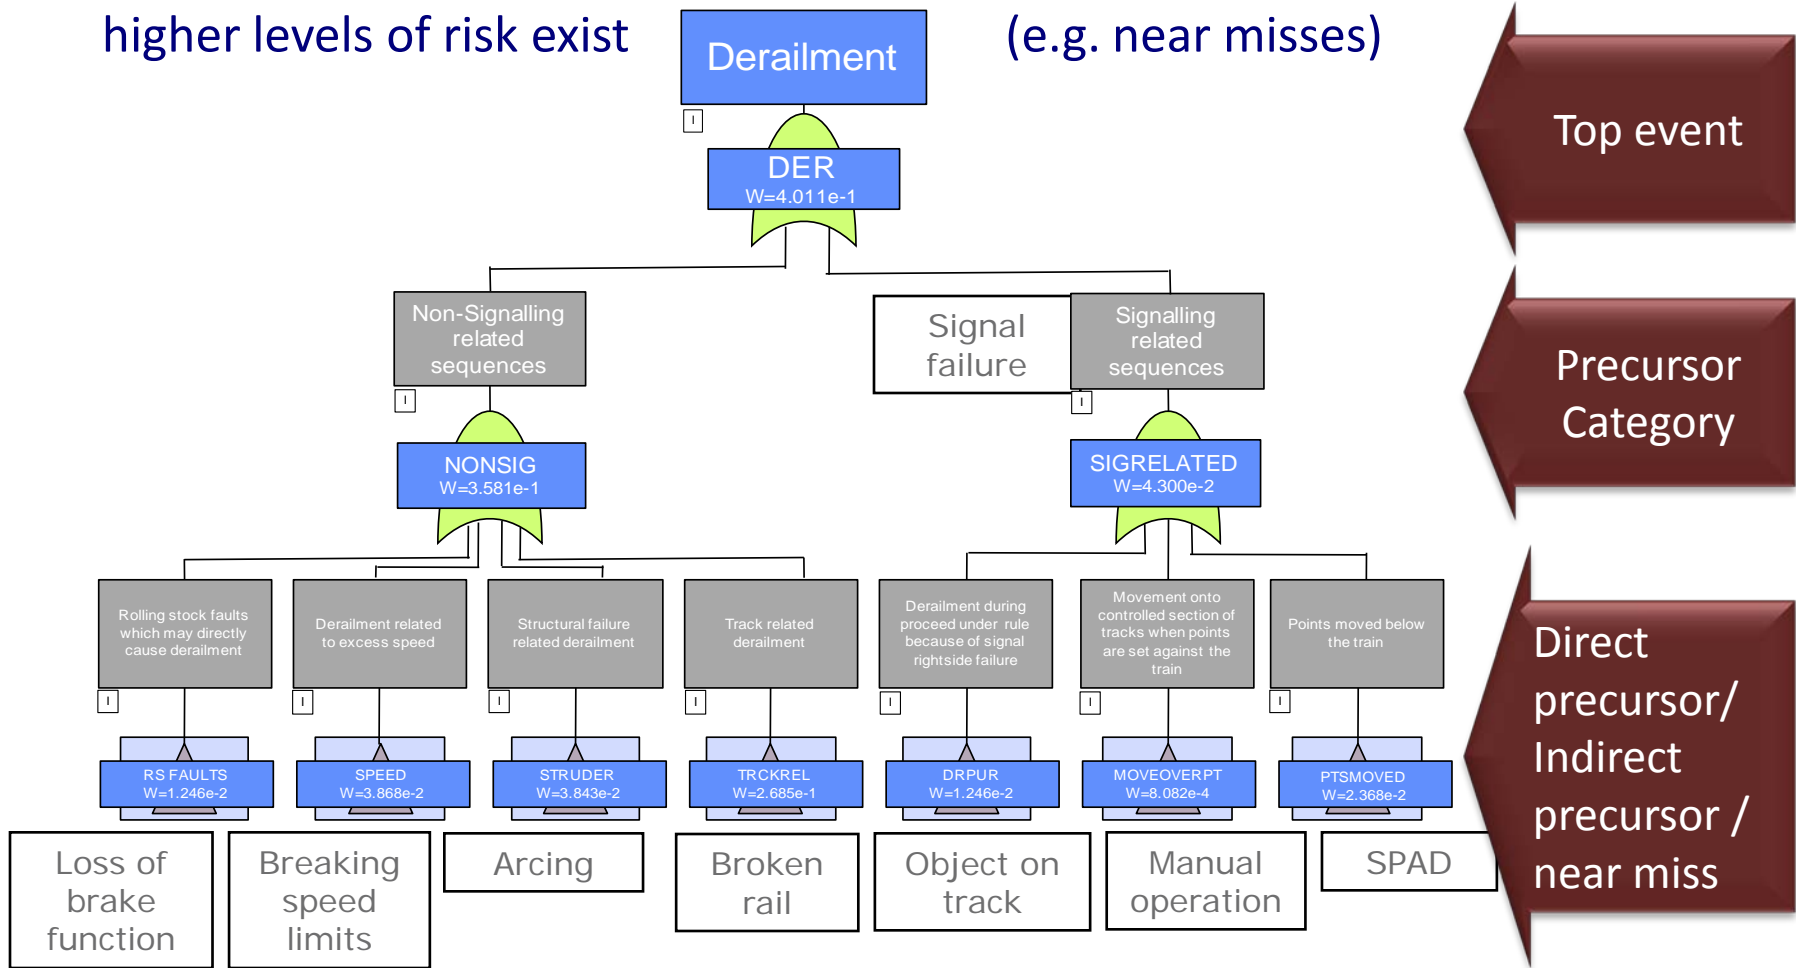 higher levels of risk exist
(e.g. near misses)
Derailment
I
DER
W=4.011e-1
Top event
Non-Signalling
related
sequences
I
Signal
failure
Signalling
related
sequences
I
Precursor
Category
NONSIG
W=3.581e-1
SIGRELATED
W=4.300e-2
Rolling stock faults
which may directly
cause derailment
I
Derailment related
to excess speed
I
Structural failure
related derailment
I
Track related
derailment
I
Derailment during
proceed under rule
because of signal
rightside failure
I
Movement onto
controlled section of
tracks when points
are set against the
train
I
Points moved below
the train
I
Direct
precursor/
Indirect
precursor /
near miss
RS FAULTS
W=1.246e-2
SPEED
W=3.868e-2
STRUDER
W=3.843e-2
TRCKREL
W=2.685e-1
DRPUR
W=1.246e-2
MOVEOVERPT
W=8.082e-4
PTSMOVED
W=2.368e-2
Loss of
brake
function
Breaking
speed
limits
Arcing
Broken
rail
Object on
track
Manual
operation
SPAD